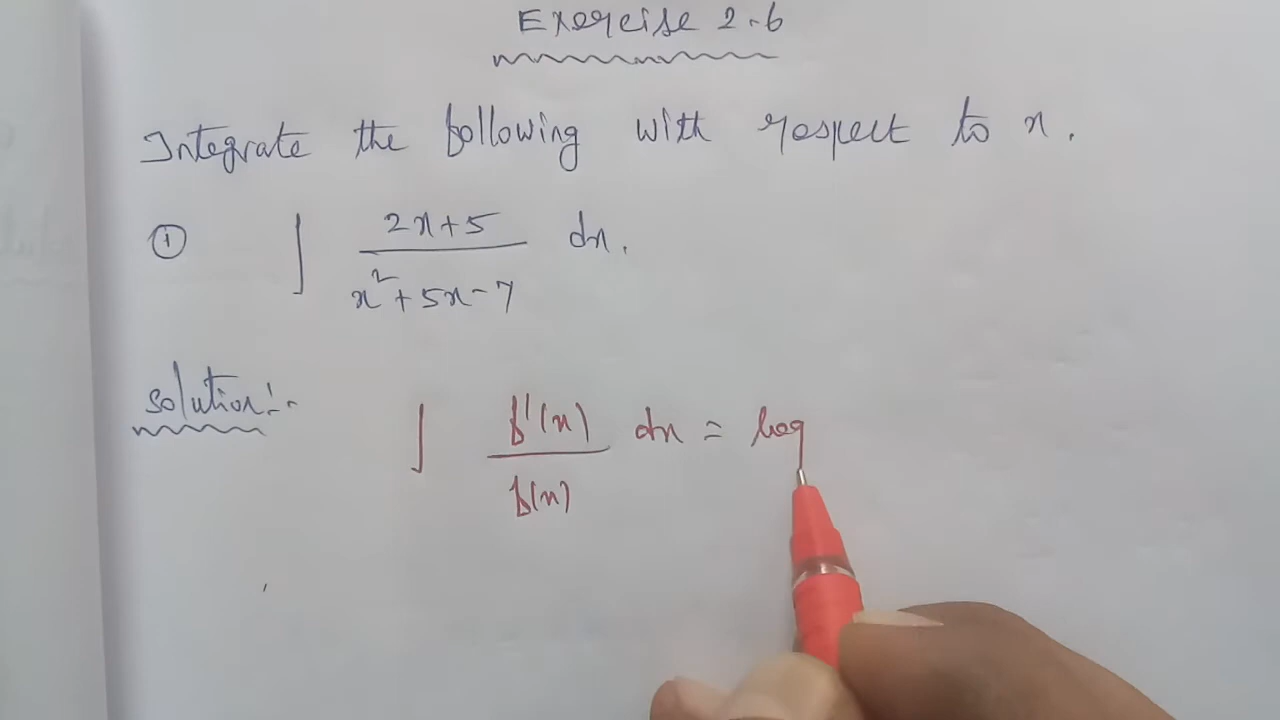 Exercise 2.6
Integrate the following with respect to x.
① ∫ 2x+5 / x²+5x-7 dx.
Solution:-
∫ f'(x) / f(x) dx = log